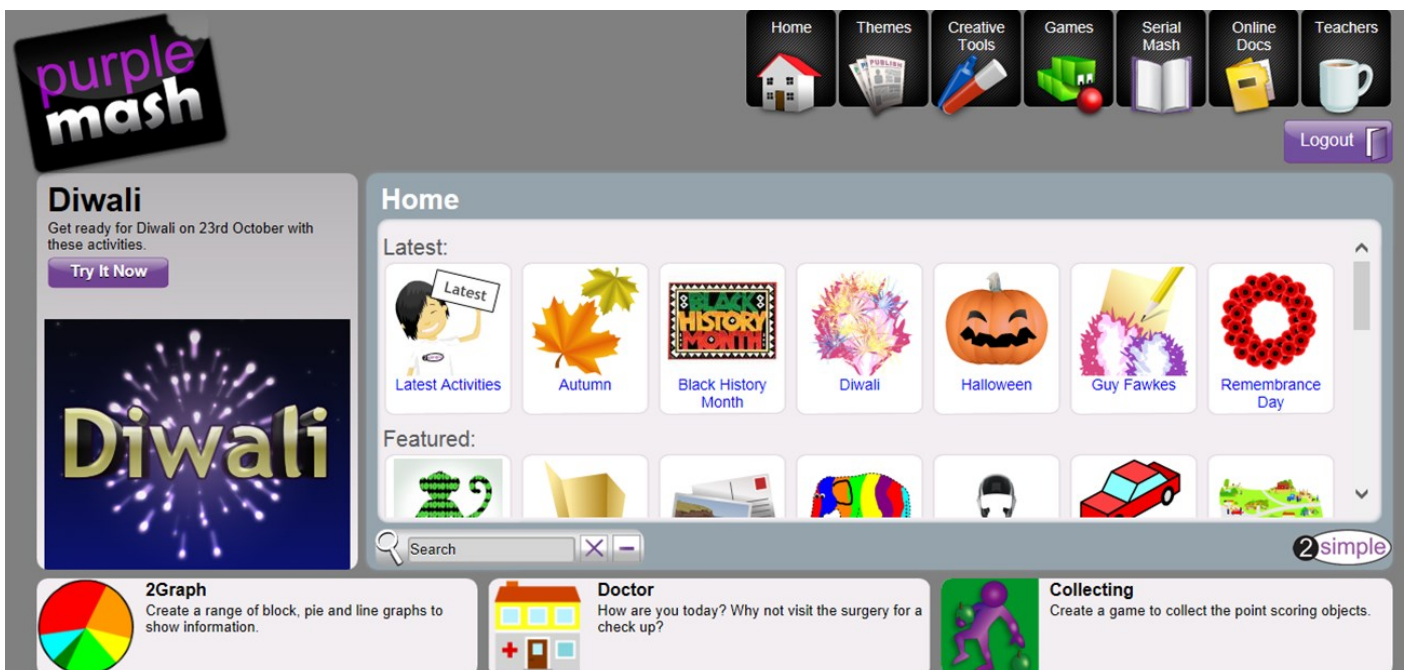 purple
mash
Home
Themes
Creative
Tools
Games
Serial
Mash
Online
Docs
Teachers
PUBLISH
Logout
Diwali
Get ready for Diwali on 23rd October with
these activities.
Try It Now
Diwali
Home
Latest:
Latest
Latest Activities
Autumn
BLACK
HISTORY
MONTH
Black History
Month
Diwali
Halloween
Guy Fawkes
Remembrance
Day
Featured:
Search
2simple
2Graph
Create a range of block, pie and line graphs to
show information.
Doctor
How are you today? Why not visit the surgery for a
check up?
Collecting
Create a game to collect the point scoring objects.